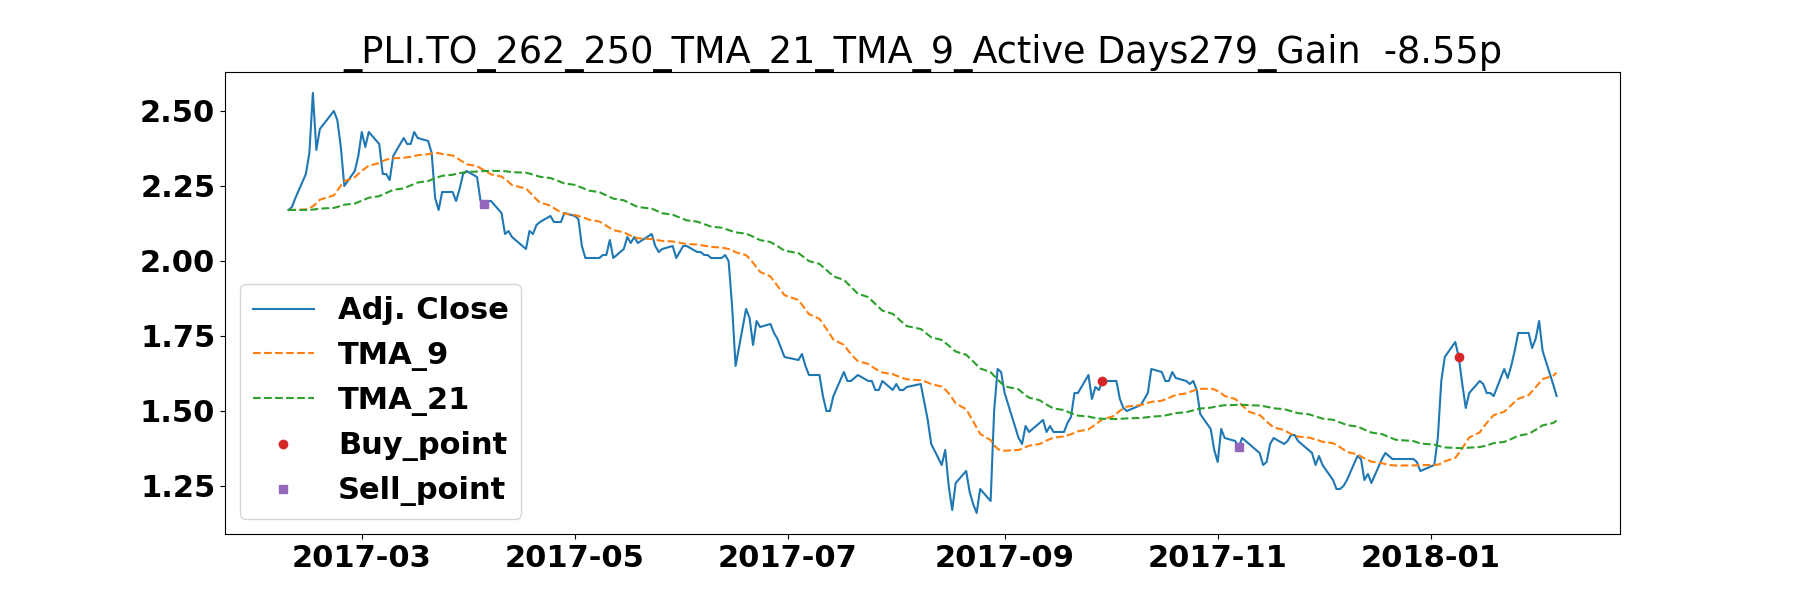 _PLI.TO_262_250_TMA_21_TMA_9_Active Days279_Gain  -8.55p
2.50
2.25
2.00
1.75
1.50
1.25
Adj. Close
TMA_9
TMA_21
Buy_point
Sell_point
2017-03 2017-05 2017-07 2017-09 2017-11 2018-01